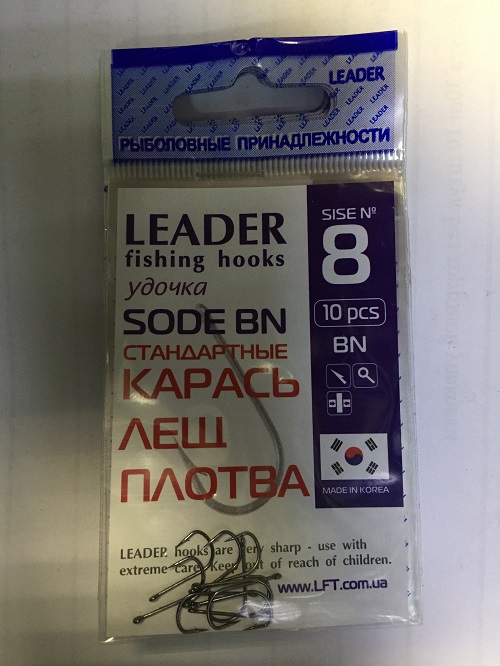 LEADER
РЫБОЛОВНЫЕ ПРИНАДЛЕЖНОСТИ
LEADER
fishing hooks
удочка
SODE BN
СТАНДАРТНЫЕ
КАРАСЬ
ЛЕЩ
ПЛОТВА
SISE №
8
10 pcs
BN
MADE IN KOREA
LEADER hooks are very sharp - use with
extreme care. Keep out of reach of children.
www.LFT.com.ua